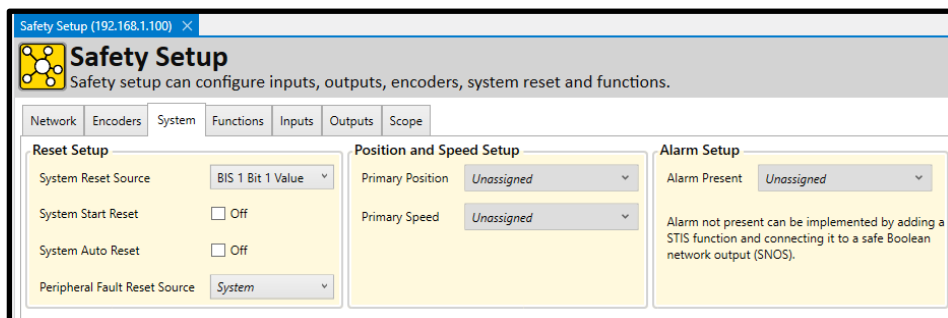 Safety Setup (192.168.1.100) ×
Safety Setup
Safety setup can configure inputs, outputs, encoders, system reset and functions.
Network Encoders System Functions Inputs Outputs Scope
Reset Setup
System Reset Source BIS 1 Bit 1 Value
System Start Reset Off
System Auto Reset Off
Peripheral Fault Reset Source System
Position and Speed Setup
Primary Position Unassigned
Primary Speed Unassigned
Alarm Setup
Alarm Present Unassigned
Alarm not present can be implemented by adding a
STIS function and connecting it to a safe Boolean
network output (SNOS).